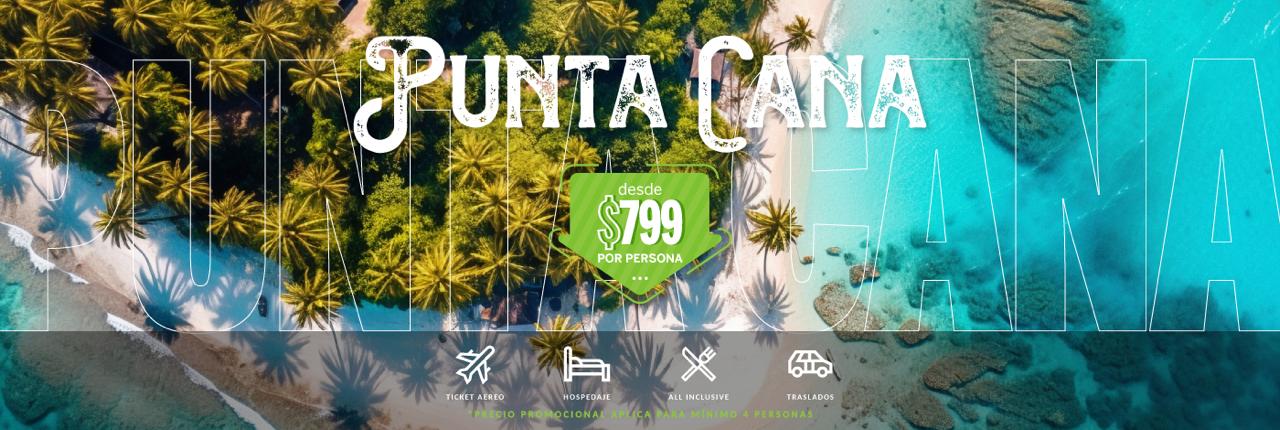 PUNTA CANA
PUNTA CANA
desde
$799
POR PERSONA
TICKET AEREO HOSPEDAJE ALL INCLUSIVE TRASLADOS
*PRECIO PROMOCIONAL APLICA PARA MÍNIMO 4 PERSONAS